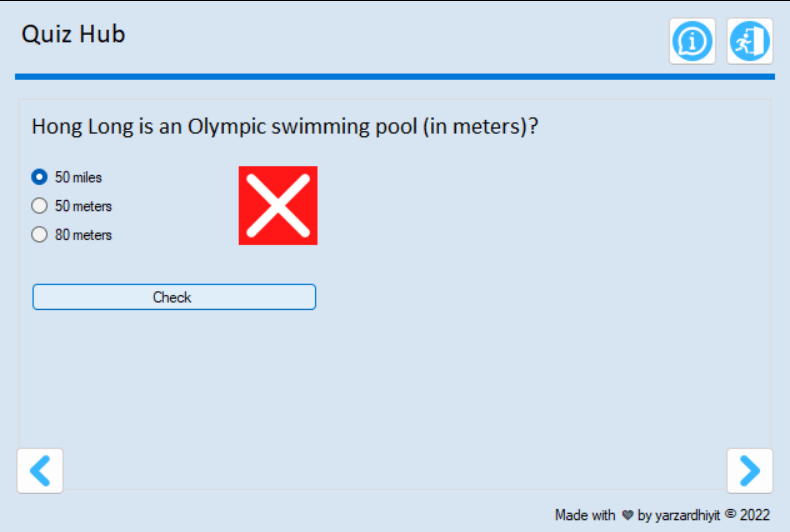 Quiz Hub
Hong Long is an Olympic swimming pool (in meters)?
50 miles
50 meters
80 meters
Check
Made with ❤ by yarzardhiyit © 2022